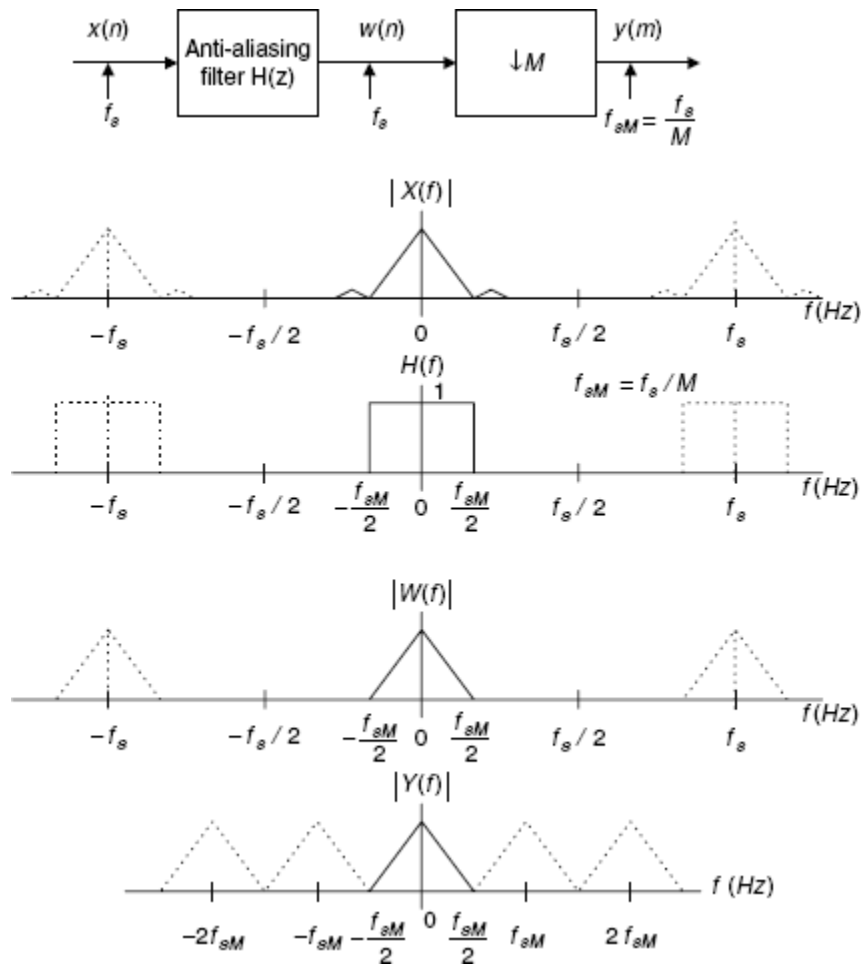 x(n) Anti-aliasing filter H(z) w(n) ↓M y(m)
f_s f_s f_sM = f_s/M
|X(f)|
-f_s -f_s/2 0 f_s/2 f_s f(Hz)
H(f)
1 f_sM = f_s/M
-f_s -f_s/2 -f_sM/2 0 f_sM/2 f_s/2 f_s f(Hz)
|W(f)|
-f_s -f_s/2 -f_sM/2 0 f_sM/2 f_s/2 f_s f(Hz)
|Y(f)|
-2f_sM -f_sM -f_sM/2 0 f_sM/2 f_sM 2f_sM f(Hz)